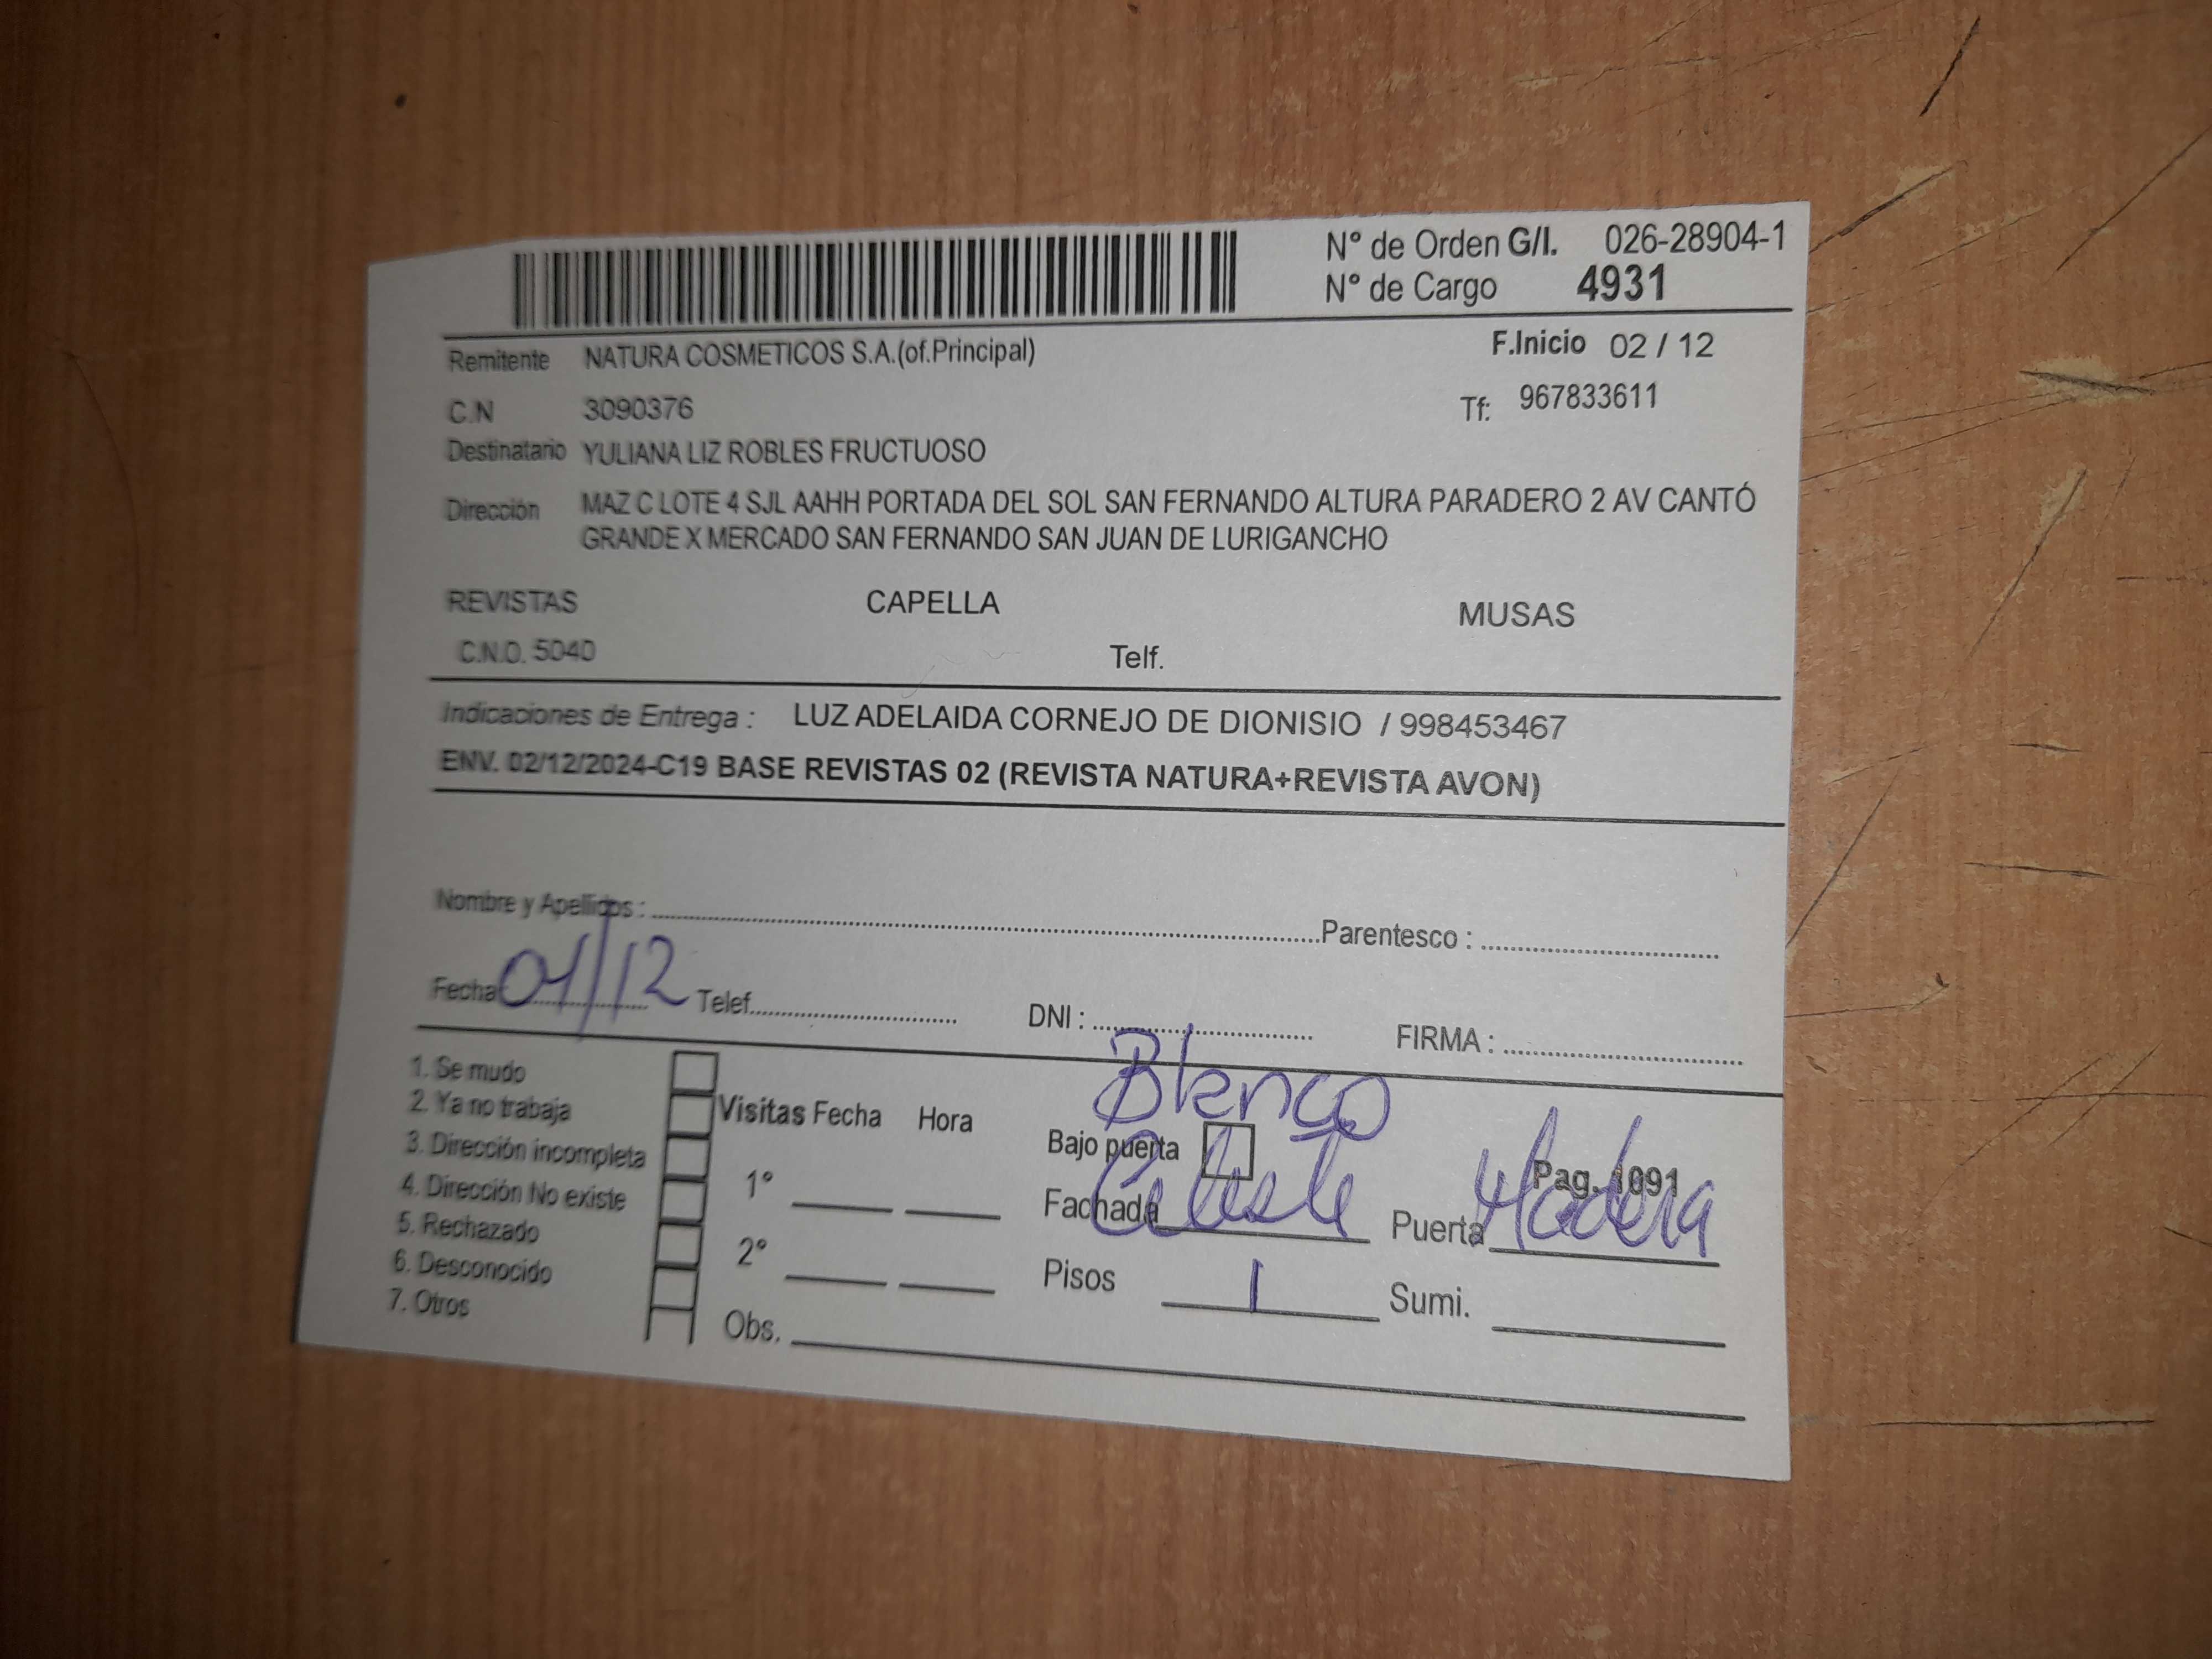 N° de Orden G/I. 026-28904-1
N° de Cargo 4931
Remitente NATURA COSMETICOS S.A.(of.Principal) F.Inicio 02 / 12
C.N 3090376 Tf: 967833611
Destinatario YULIANA LIZ ROBLES FRUCTUOSO
Dirección MAZ C LOTE 4 SJL AAHH PORTADA DEL SOL SAN FERNANDO ALTURA PARADERO 2 AV CANTO
GRANDE X MERCADO SAN FERNANDO SAN JUAN DE LURIGANCHO
REVISTAS CAPELLA MUSAS
C.N.O. 5040 Telf.
Indicaciones de Entrega : LUZ ADELAIDA CORNEJO DE DIONISIO / 998453467
ENV. 02/12/2024-C19 BASE REVISTAS 02 (REVISTA NATURA+REVISTA AVON)
Nombre y Apellidos : Parentesco :
Fecha /12 Telef. DNI : FIRMA :
Blanco
1. Se mudo
2. Ya no trabaja
3. Dirección incompleta
4. Dirección No existe
5. Rechazado
6. Desconocido
7. Otros
Visitas Fecha Hora
1°
2°
Obs.
Bajo puerta
Pag. 1091
Fachada Celeste Puerta Madera
Pisos 1 Sumi.